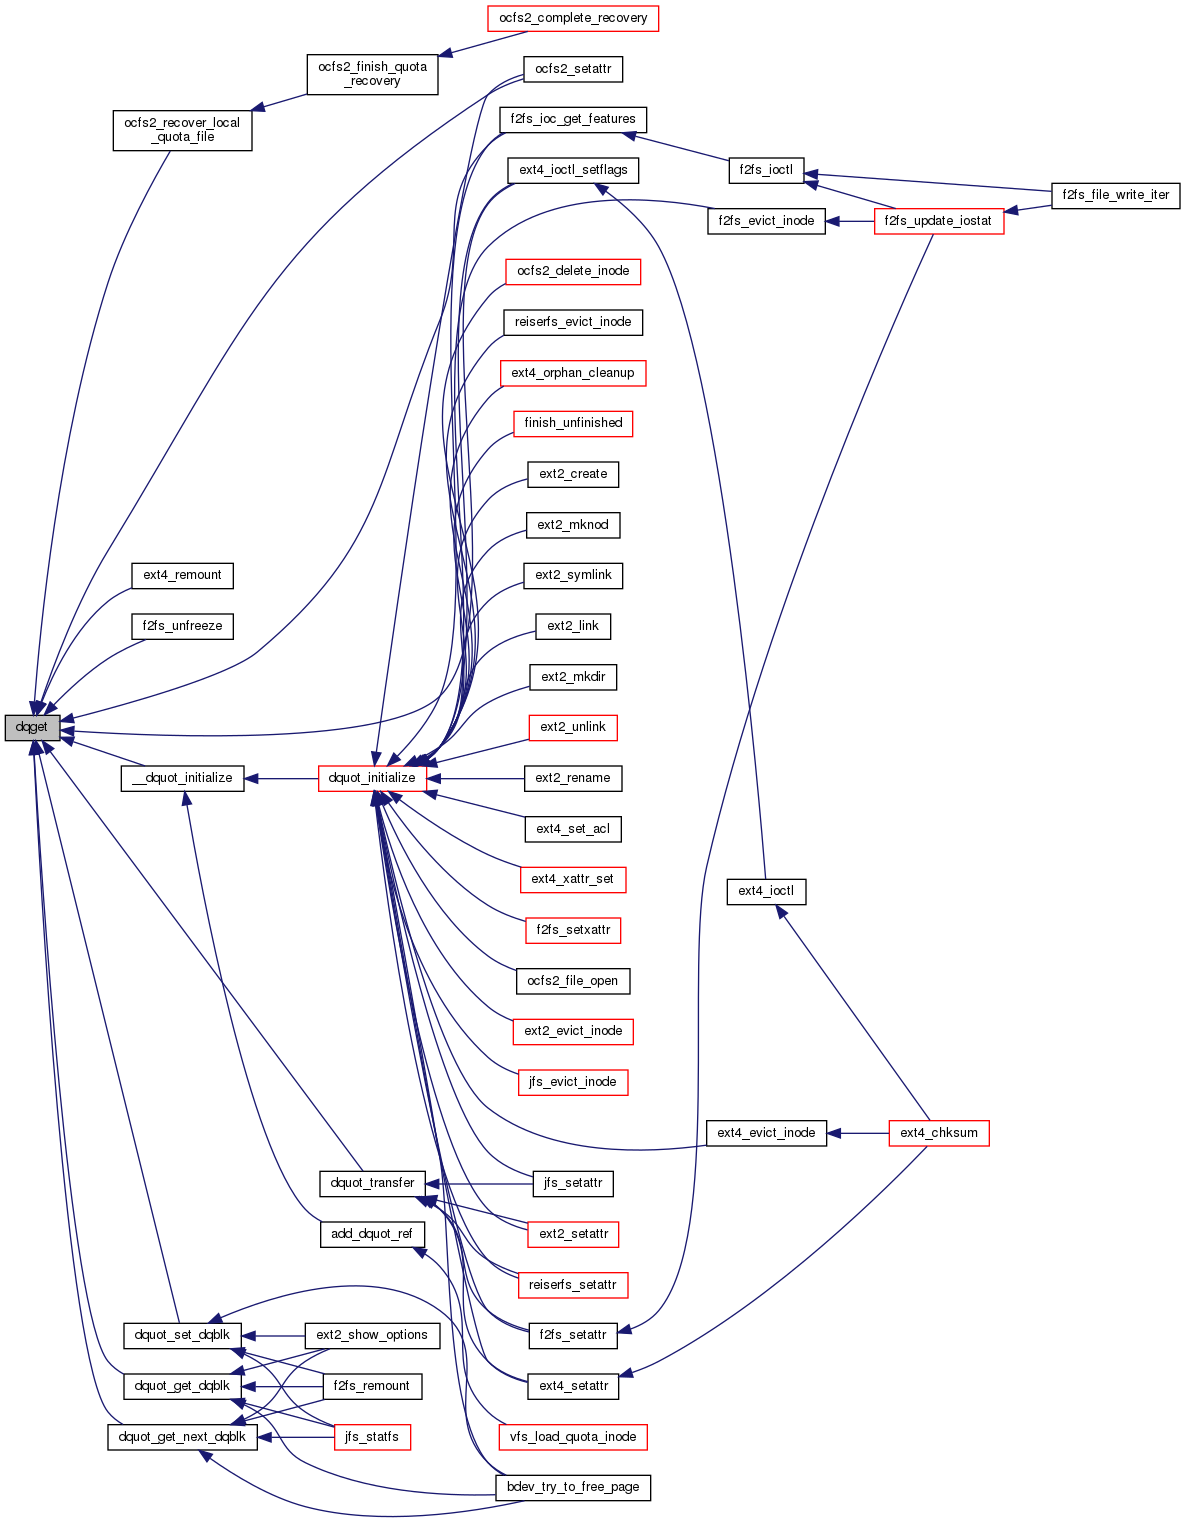 ocfs2_complete_recovery
ocfs2_finish_quota
_recovery
ocfs2_setattr
ocfs2_recover_local
_quota_file
f2fs_ioc_get_features
ext4_ioctl_setflags
f2fs_ioctl
f2fs_file_write_iter
f2fs_evict_inode
f2fs_update_iostat
ocfs2_delete_inode
reiserfs_evict_inode
ext4_orphan_cleanup
finish_unfinished
ext2_create
ext2_mknod
ext4_remount
ext2_symlink
f2fs_unfreeze
ext2_link
ext2_mkdir
dqget
ext2_unlink
__dquot_initialize
dquot_initialize
ext2_rename
ext4_set_acl
ext4_xattr_set
ext4_ioctl
f2fs_setxattr
ocfs2_file_open
ext2_evict_inode
jfs_evict_inode
ext4_evict_inode
ext4_chksum
dquot_transfer
jfs_setattr
add_dquot_ref
ext2_setattr
reiserfs_setattr
dquot_set_dqblk
ext2_show_options
f2fs_setattr
dquot_get_dqblk
f2fs_remount
ext4_setattr
dquot_get_next_dqblk
jfs_statfs
vfs_load_quota_inode
bdev_try_to_free_page